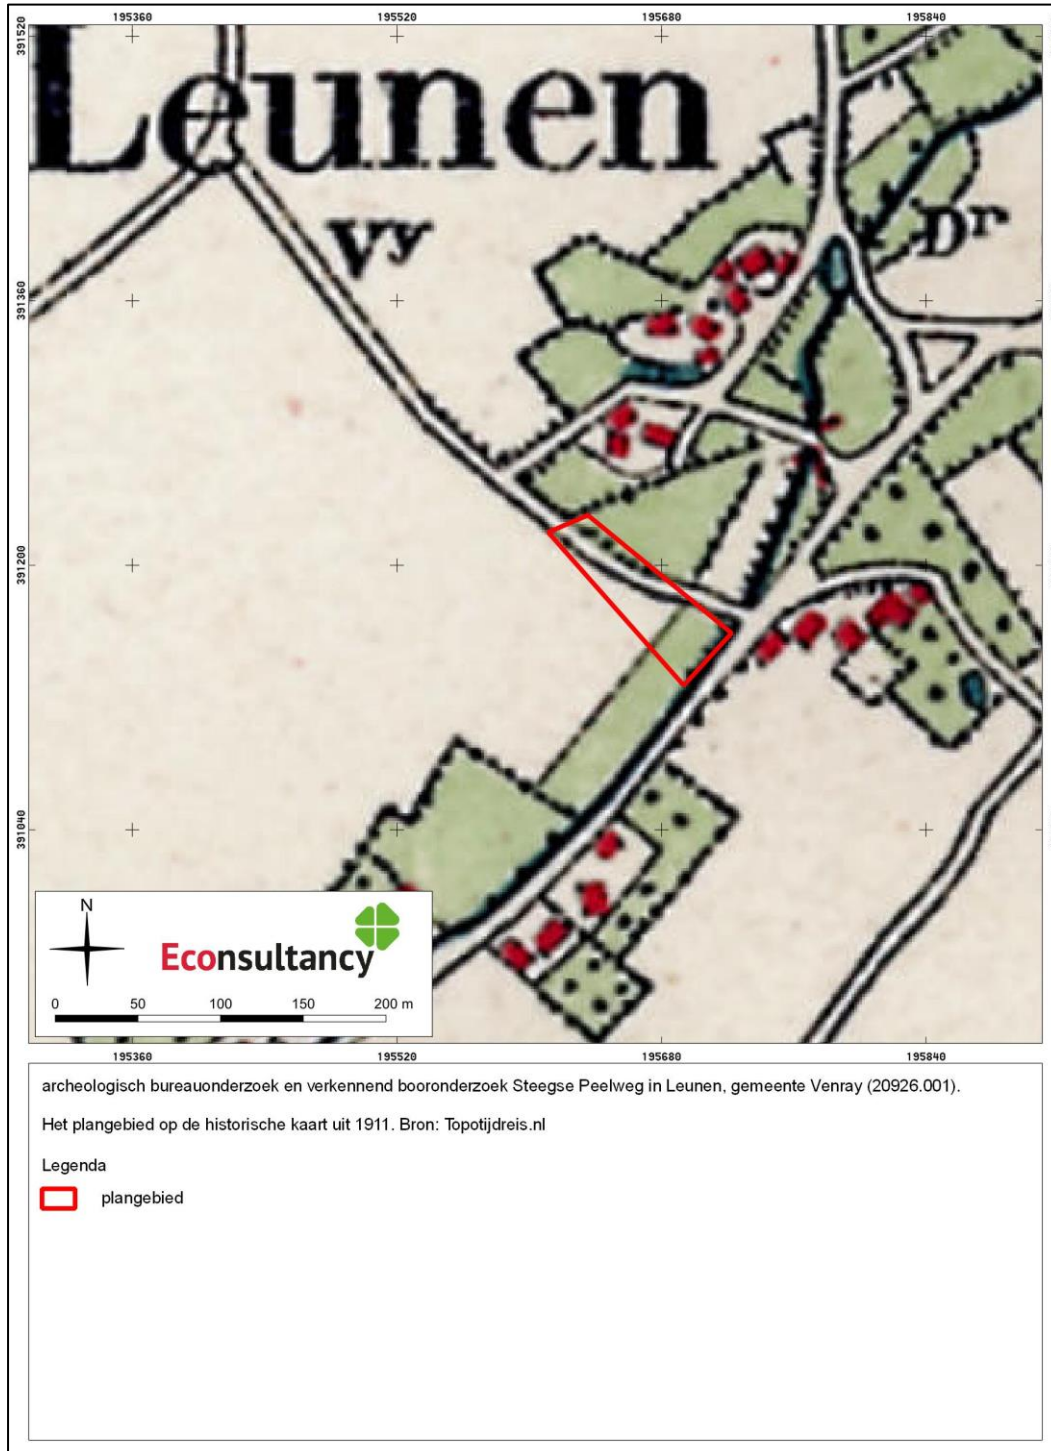 195360 195520 195680 195840
391520
Leunen
Vy
Dr
391360
391200
391040
N
Econsultancy
0 50 100 150 200 m
195360 195520 195680 195840
archeologisch bureauonderzoek en verkennend booronderzoek Steegse Peelweg in Leunen, gemeente Venray (20926.001).
Het plangebied op de historische kaart uit 1911. Bron: Topotijdreis.nl
Legenda
plangebied